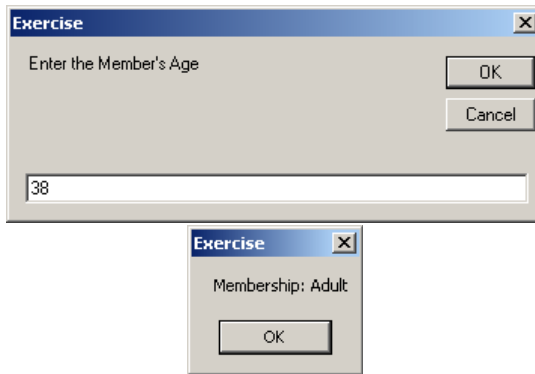 Exercise
Enter the Member's Age
OK
Cancel
38
Exercise
Membership: Adult
OK